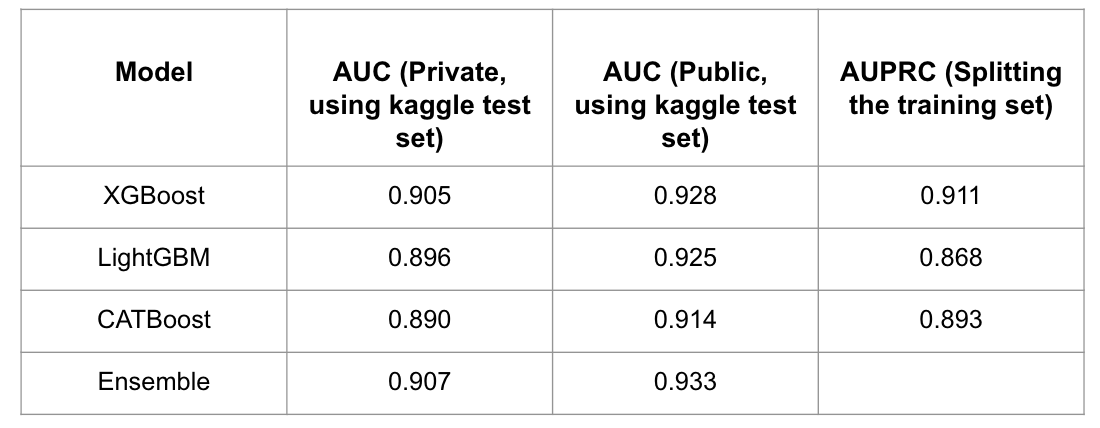 Model
AUC (Private,
using kaggle test
set)
AUC (Public,
using kaggle test
set)
AUPRC (Splitting
the training set)
XGBoost 0.905 0.928 0.911
LightGBM 0.896 0.925 0.868
CATBoost 0.890 0.914 0.893
Ensemble 0.907 0.933